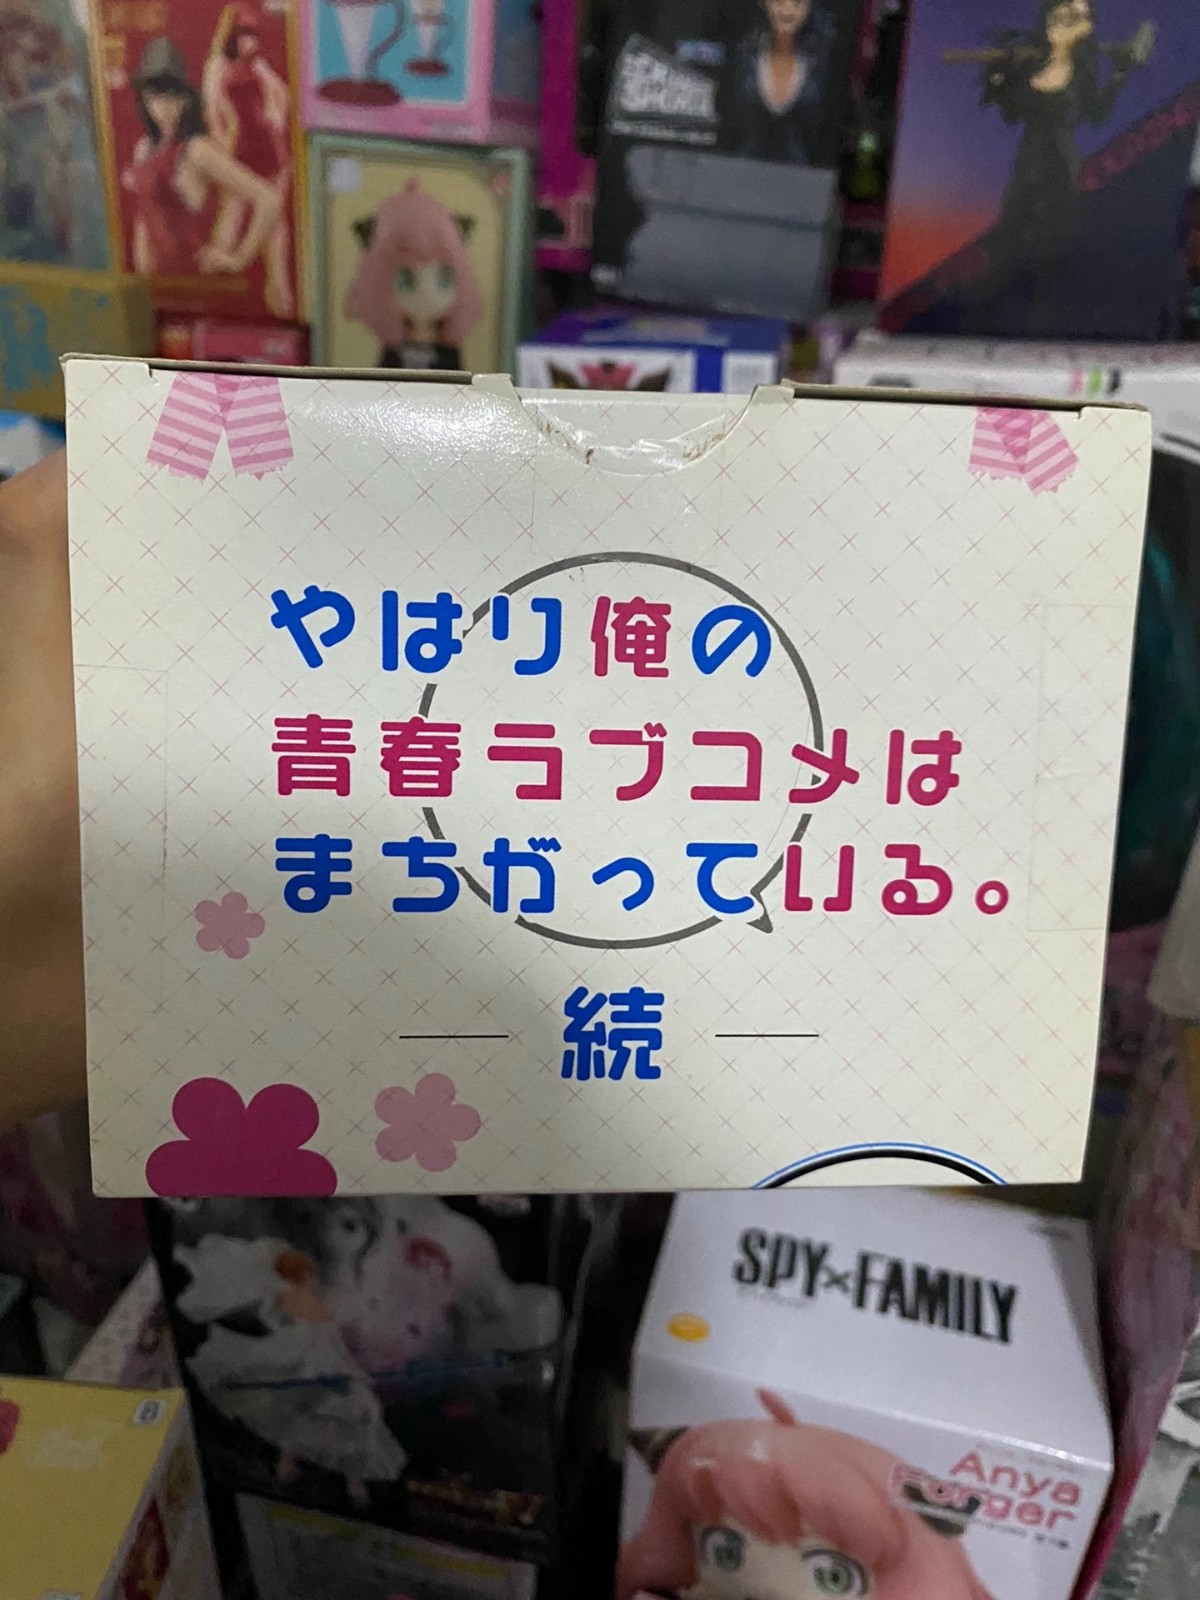 やはり俺の
青春ラブコメは
まちがっている。
続
SPY×FAMILY
Anya
Forger